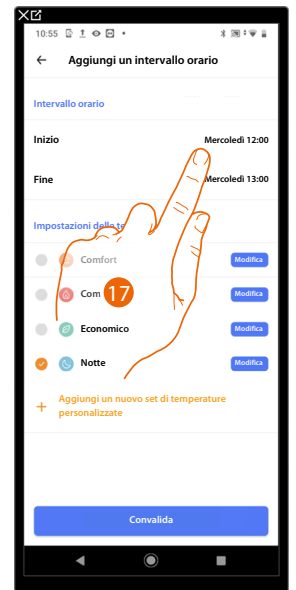 10:55
Aggiungi un intervallo orario
Intervallo orario
Inizio Mercoledì 12:00
Fine Mercoledì 13:00
Impostazioni delle te
Comfort Modifica
Com Modifica
17
Economico Modifica
Notte Modifica
+ Aggiungi un nuovo set di temperature
personalizzate
Convalida